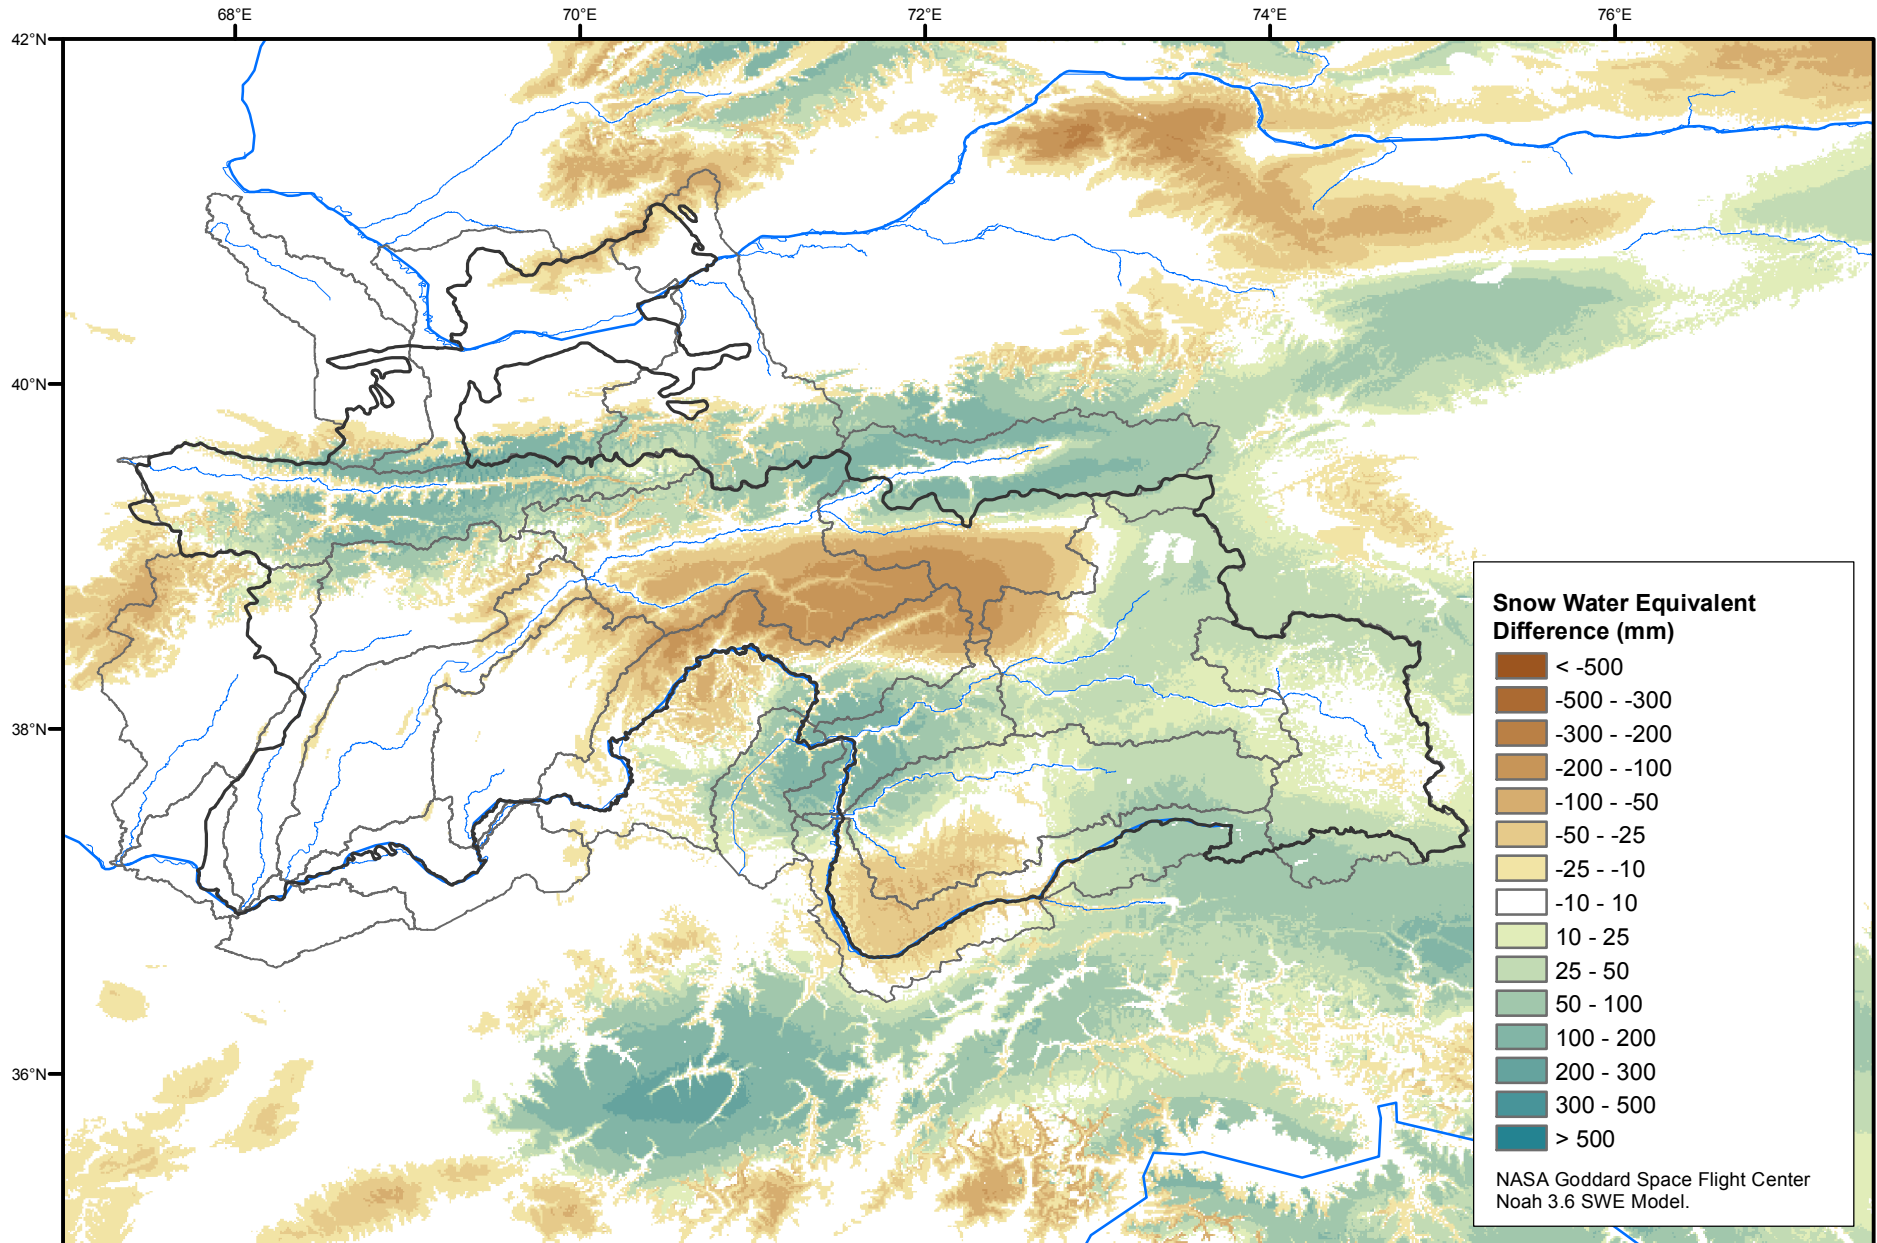 68°E
70°E
72°E
74°E
76°E
42°N
40°N
38°N
36°N
Snow Water Equivalent
Difference (mm)
< -500
-500 - -300
-300 - -200
-200 - -100
-100 - -50
-50 - -25
-25 - -10
-10 - 10
10 - 25
25 - 50
50 - 100
100 - 200
200 - 300
300 - 500
> 500
NASA Goddard Space Flight Center
Noah 3.6 SWE Model.